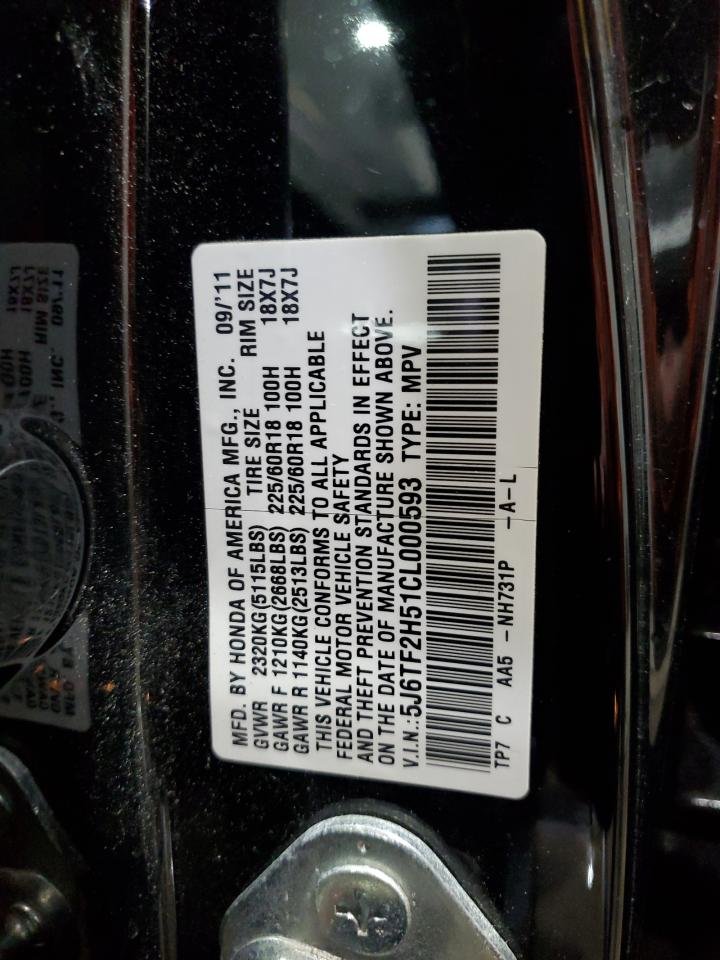 MFD. BY HONDA OF AMERICA MFG., INC. 09/'11
GVWR 2320KG(5115LBS) TIRE SIZE RIM SIZE
GAWR F 1210KG(2668LBS) 225/60R18 100H 18X7J
GAWR R 1140KG(2513LBS) 225/60R18 100H 18X7J
THIS VEHICLE CONFORMS TO ALL APPLICABLE
FEDERAL MOTOR VEHICLE SAFETY
AND THEFT PREVENTION STANDARDS IN EFFECT
ON THE DATE OF MANUFACTURE SHOWN ABOVE.
V.I.N.:5J6TF2H51CL000593 TYPE: MPV
TP7 C AA5 -NH731P -A-L